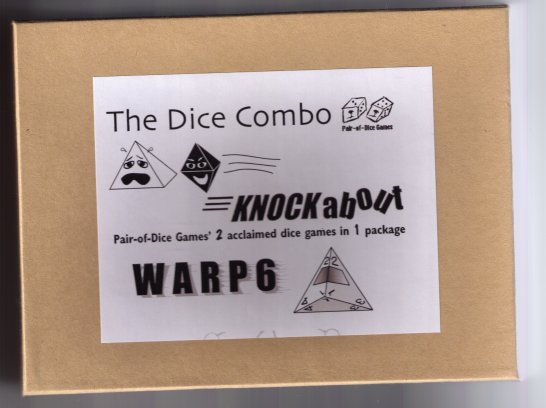 The Dice Combo
Pair-of-Dice Games
KNOCKabout
Pair-of-Dice Games' 2 acclaimed dice games in 1 package
WARP6